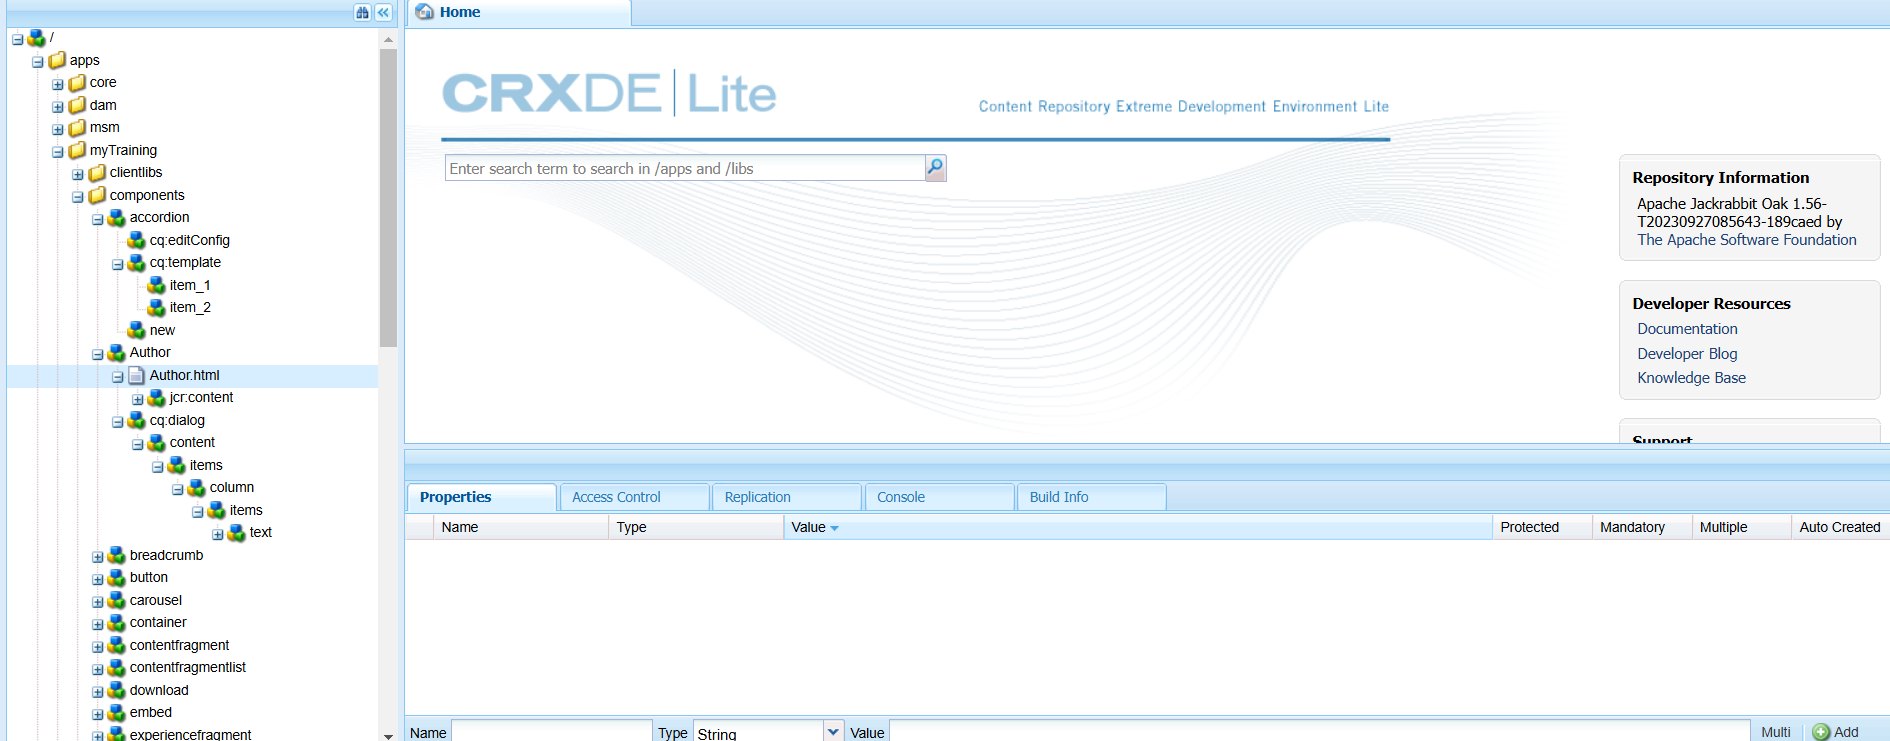 /
apps
core
dam
msm
myTraining
clientlibs
components
accordion
cq:editConfig
cq:template
item_1
item_2
new
Author
Author.html
jcr:content
cq:dialog
content
items
column
items
text
breadcrumb
button
carousel
container
contentfragment
contentfragmentlist
download
embed
experiencefragment
Home
CRXDE Lite
Content Repository Extreme Development Environment Lite
Enter search term to search in /apps and /libs
Repository Information
Apache Jackrabbit Oak 1.56-
T20230927085643-189caed by
The Apache Software Foundation
Developer Resources
Documentation
Developer Blog
Knowledge Base
Support
Properties Access Control Replication Console Build Info
Name Type Value Protected Mandatory Multiple Auto Created
Name Type String Value Multi Add